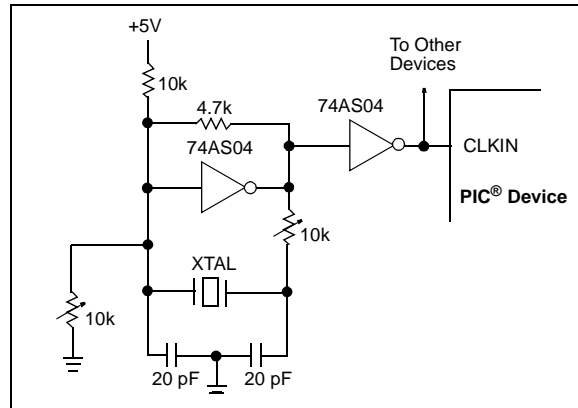 +5V
To Other
Devices
10k
4.7k
74AS04
74AS04
CLKIN
PIC® Device
10k
XTAL
10k
20 pF
20 pF